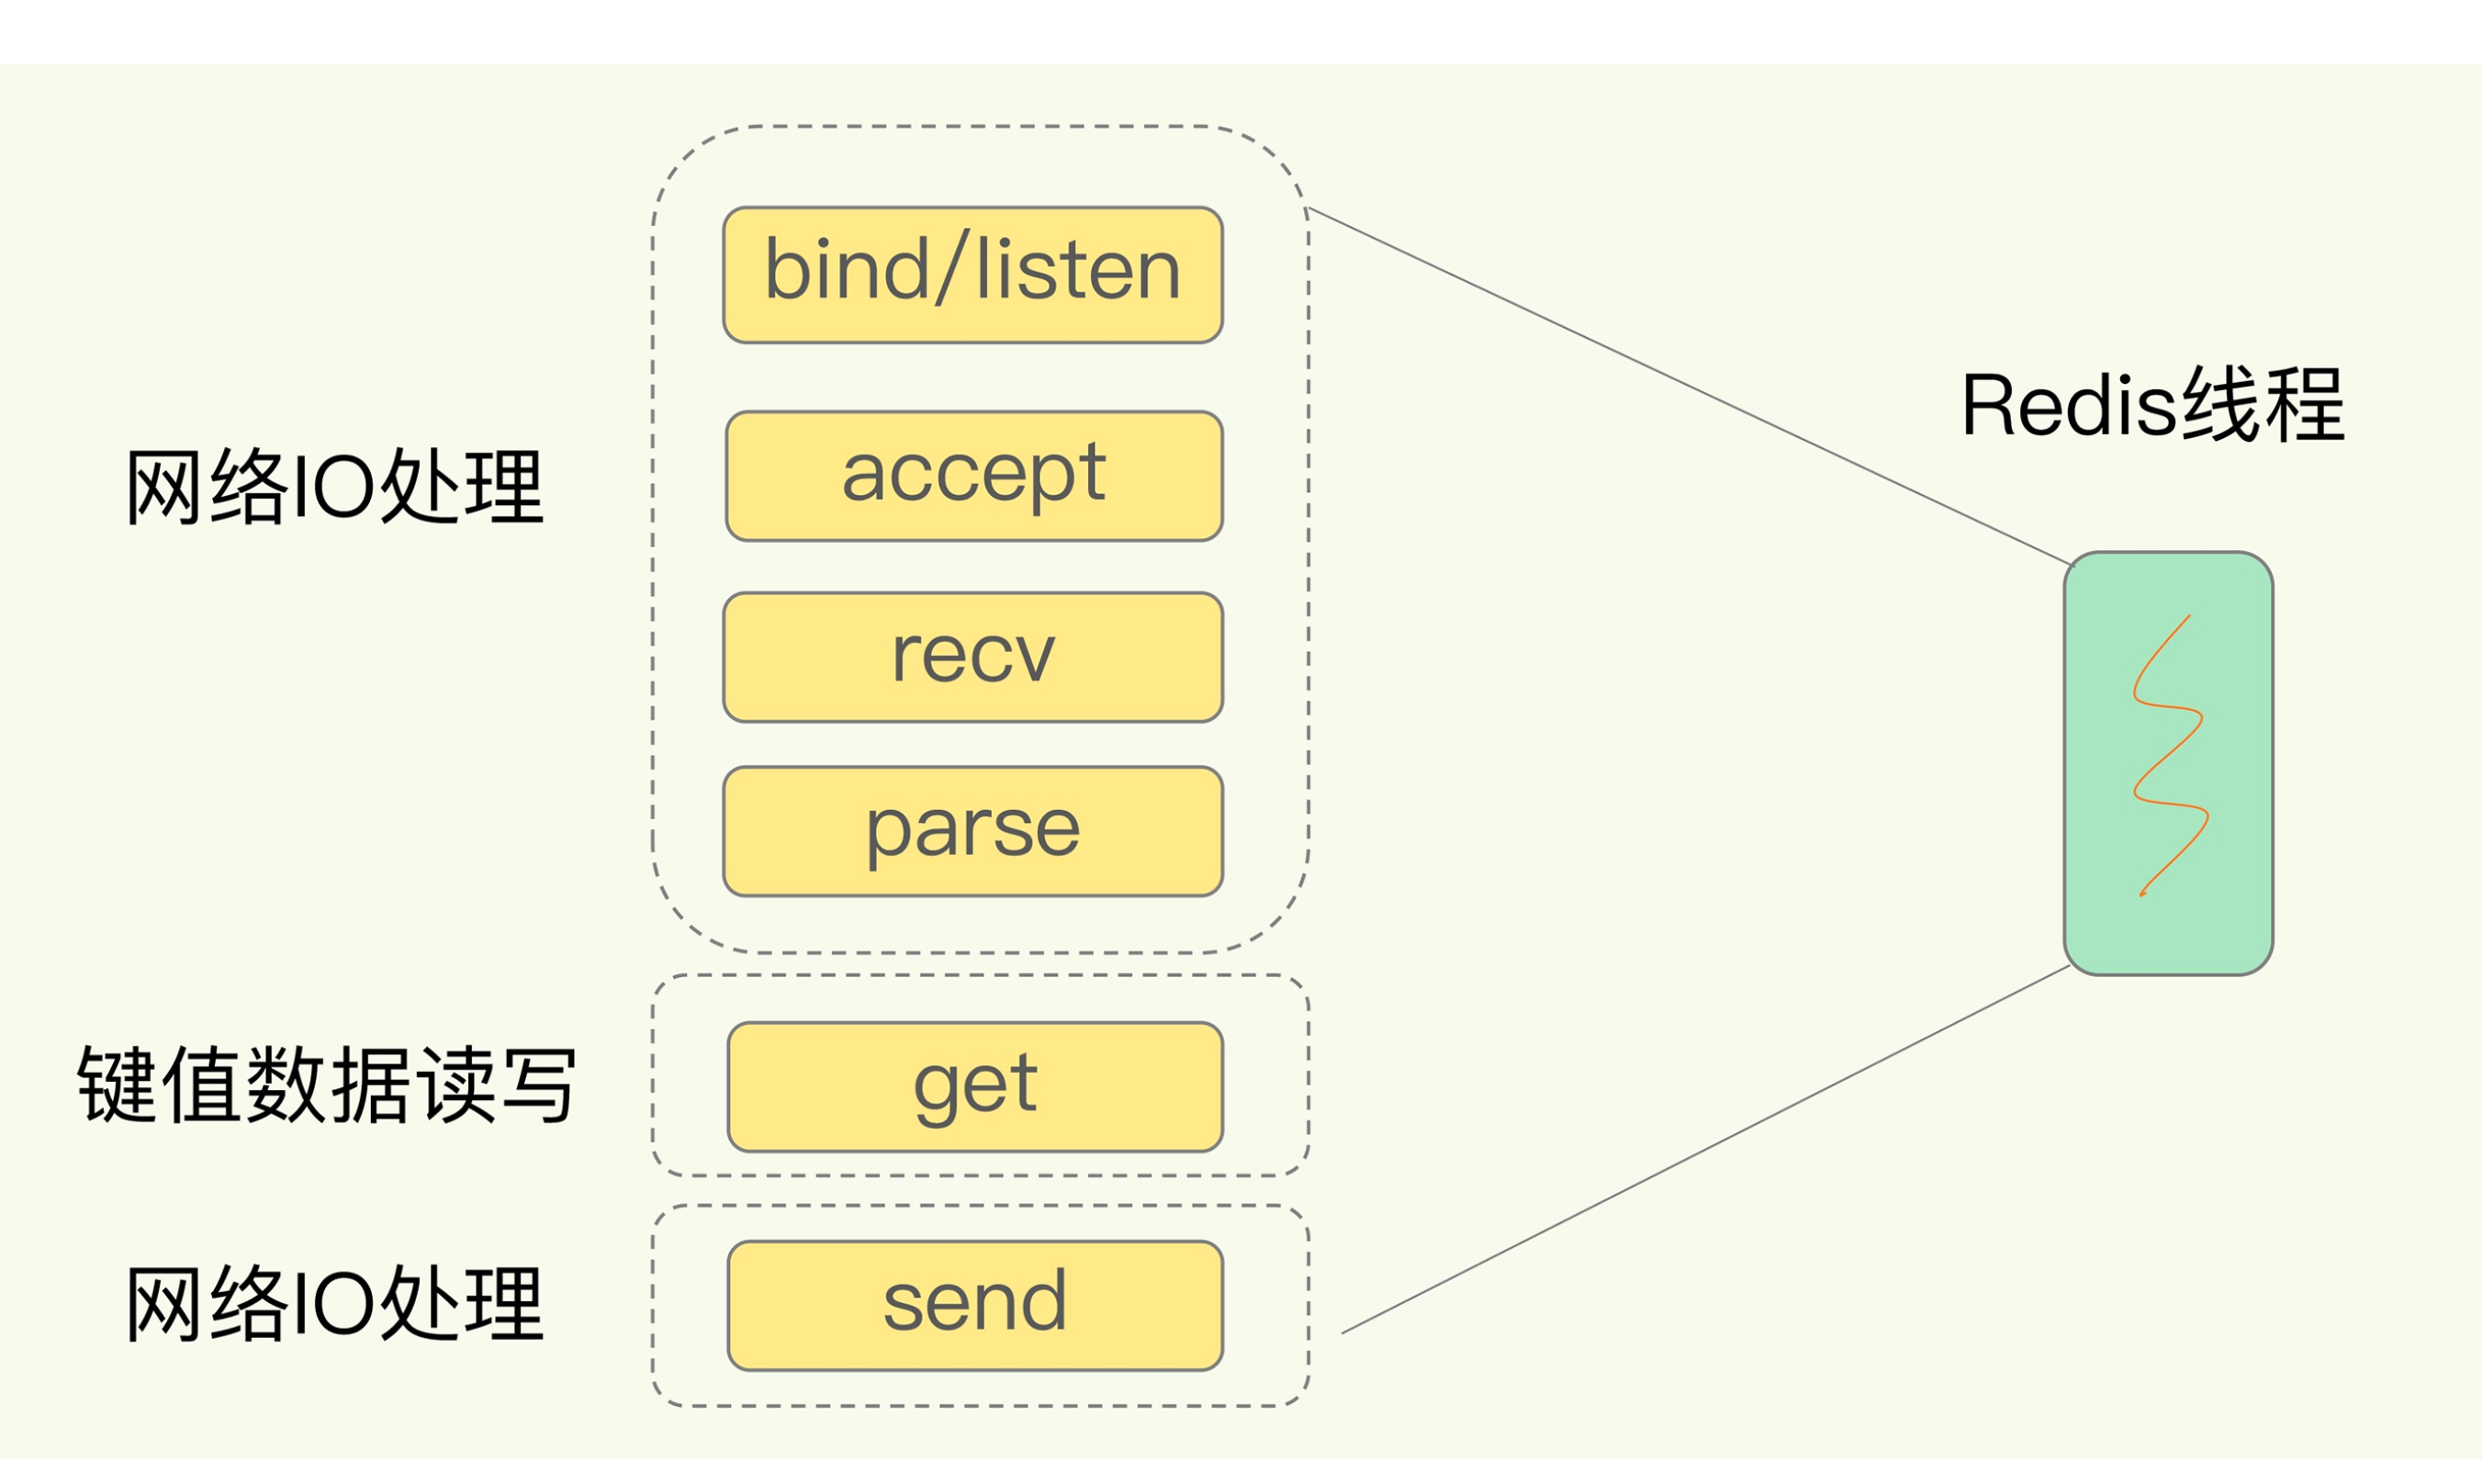 bind/listen
Redis线程
accept
网络IO处理
recv
parse
键值数据读写
get
网络IO处理
send